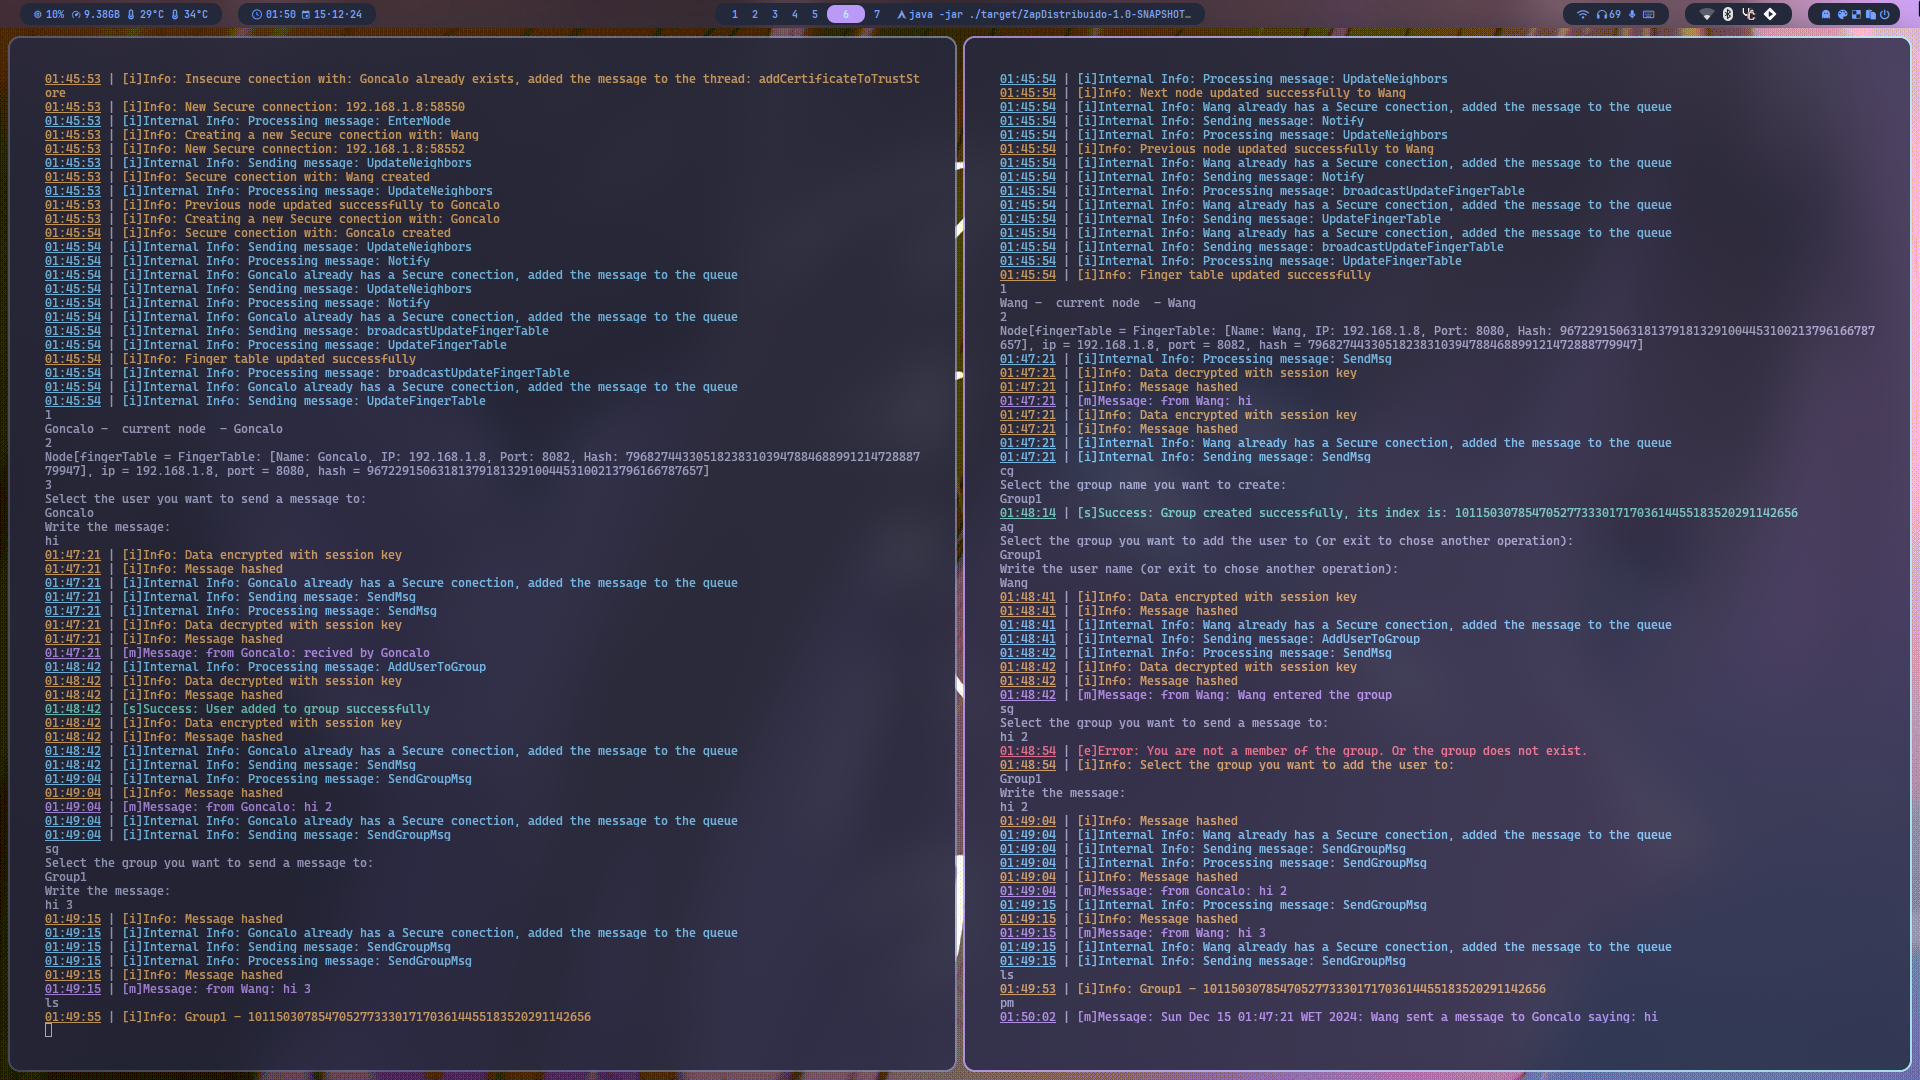 10% 9.38GB 29°C 34°C
01:50 15·12·24
1 2 3 4 5 6 7 java -jar ./target/ZapDistribuido-1.0-SNAPSHOT…
69
01:45:53 | [i]Info: Insecure conection with: Goncalo already exists, added the message to the thread: addCertificateToTrustSt
ore
01:45:53 | [i]Info: New Secure connection: 192.168.1.8:58550
01:45:53 | [i]Internal Info: Processing message: EnterNode
01:45:53 | [i]Info: Creating a new Secure conection with: Wang
01:45:53 | [i]Info: New Secure connection: 192.168.1.8:58552
01:45:53 | [i]Internal Info: Sending message: UpdateNeighbors
01:45:53 | [i]Info: Secure conection with: Wang created
01:45:53 | [i]Internal Info: Processing message: UpdateNeighbors
01:45:53 | [i]Info: Previous node updated successfully to Goncalo
01:45:53 | [i]Info: Creating a new Secure conection with: Goncalo
01:45:53 | [i]Info: Secure conection with: Goncalo created
01:45:54 | [i]Internal Info: Sending message: UpdateNeighbors
01:45:54 | [i]Internal Info: Processing message: Notify
01:45:54 | [i]Internal Info: Goncalo already has a Secure conection, added the message to the queue
01:45:54 | [i]Internal Info: Sending message: UpdateNeighbors
01:45:54 | [i]Internal Info: Processing message: Notify
01:45:54 | [i]Internal Info: Goncalo already has a Secure conection, added the message to the queue
01:45:54 | [i]Internal Info: Sending message: broadcastUpdateFingerTable
01:45:54 | [i]Internal Info: Processing message: UpdateFingerTable
01:45:54 | [i]Info: Finger table updated successfully
01:45:54 | [i]Internal Info: Processing message: broadcastUpdateFingerTable
01:45:54 | [i]Internal Info: Goncalo already has a Secure conection, added the message to the queue
01:45:54 | [i]Internal Info: Sending message: UpdateFingerTable
1
Goncalo -  current node  - Goncalo
2
Node[fingerTable = FingerTable: [Name: Goncalo, IP: 192.168.1.8, Port: 8082, Hash: 796827443305182383103947884688991214728887
79947], ip = 192.168.1.8, port = 8080, hash = 967229150631813791813291004453100213796166787657]
3
Select the user you want to send a message to:
Goncalo
Write the message:
hi
01:47:21 | [i]Info: Data encrypted with session key
01:47:21 | [i]Info: Message hashed
01:47:21 | [i]Internal Info: Goncalo already has a Secure conection, added the message to the queue
01:47:21 | [i]Internal Info: Sending message: SendMsg
01:47:21 | [i]Internal Info: Processing message: SendMsg
01:47:21 | [i]Info: Data decrypted with session key
01:47:21 | [i]Info: Message hashed
01:47:21 | [m]Message: from Goncalo: recived by Goncalo
01:48:42 | [i]Internal Info: Processing message: AddUserToGroup
01:48:42 | [i]Info: Data decrypted with session key
01:48:42 | [i]Info: Message hashed
01:48:42 | [s]Success: User added to group successfully
01:48:42 | [i]Info: Data encrypted with session key
01:48:42 | [i]Info: Message hashed
01:48:42 | [i]Internal Info: Goncalo already has a Secure conection, added the message to the queue
01:48:42 | [i]Internal Info: Sending message: SendMsg
01:49:04 | [i]Internal Info: Processing message: SendGroupMsg
01:49:04 | [i]Info: Message hashed
01:49:04 | [m]Message: from Goncalo: hi 2
01:49:04 | [i]Internal Info: Goncalo already has a Secure conection, added the message to the queue
01:49:04 | [i]Internal Info: Sending message: SendGroupMsg
sg
Select the group you want to send a message to:
Group1
Write the message:
hi 3
01:49:15 | [i]Info: Message hashed
01:49:15 | [i]Internal Info: Goncalo already has a Secure conection, added the message to the queue
01:49:15 | [i]Internal Info: Sending message: SendGroupMsg
01:49:15 | [i]Internal Info: Processing message: SendGroupMsg
01:49:15 | [i]Info: Message hashed
01:49:15 | [m]Message: from Wang: hi 3
ls
01:49:55 | [i]Info: Group1 - 1011503078547052773330171703614455183520291142656
01:45:54 | [i]Internal Info: Processing message: UpdateNeighbors
01:45:54 | [i]Info: Next node updated successfully to Wang
01:45:54 | [i]Internal Info: Wang already has a Secure conection, added the message to the queue
01:45:54 | [i]Internal Info: Sending message: Notify
01:45:54 | [i]Internal Info: Processing message: UpdateNeighbors
01:45:54 | [i]Info: Previous node updated successfully to Wang
01:45:54 | [i]Internal Info: Wang already has a Secure conection, added the message to the queue
01:45:54 | [i]Internal Info: Sending message: Notify
01:45:54 | [i]Internal Info: Processing message: broadcastUpdateFingerTable
01:45:54 | [i]Internal Info: Wang already has a Secure conection, added the message to the queue
01:45:54 | [i]Internal Info: Sending message: UpdateFingerTable
01:45:54 | [i]Internal Info: Wang already has a Secure conection, added the message to the queue
01:45:54 | [i]Internal Info: Sending message: broadcastUpdateFingerTable
01:45:54 | [i]Internal Info: Processing message: UpdateFingerTable
01:45:54 | [i]Info: Finger table updated successfully
1
Wang -  current node  - Wang
2
Node[fingerTable = FingerTable: [Name: Wang, IP: 192.168.1.8, Port: 8080, Hash: 967229150631813791813291004453100213796166787
657], ip = 192.168.1.8, port = 8082, hash = 79682744330518238310394788468899121472888779947]
01:47:21 | [i]Internal Info: Processing message: SendMsg
01:47:21 | [i]Info: Data decrypted with session key
01:47:21 | [i]Info: Message hashed
01:47:21 | [m]Message: from Wang: hi
01:47:21 | [i]Info: Data encrypted with session key
01:47:21 | [i]Info: Message hashed
01:47:21 | [i]Internal Info: Wang already has a Secure conection, added the message to the queue
01:47:21 | [i]Internal Info: Sending message: SendMsg
cg
Select the group name you want to create:
Group1
01:48:14 | [s]Success: Group created successfully, its index is: 1011503078547052773330171703614455183520291142656
ag
Select the group you want to add the user to (or exit to chose another operation):
Group1
Write the user name (or exit to chose another operation):
Wang
01:48:41 | [i]Info: Data encrypted with session key
01:48:41 | [i]Info: Message hashed
01:48:41 | [i]Internal Info: Wang already has a Secure conection, added the message to the queue
01:48:41 | [i]Internal Info: Sending message: AddUserToGroup
01:48:42 | [i]Internal Info: Processing message: SendMsg
01:48:42 | [i]Info: Data decrypted with session key
01:48:42 | [i]Info: Message hashed
01:48:42 | [m]Message: from Wang: Wang entered the group
sg
Select the group you want to send a message to:
hi 2
01:48:54 | [e]Error: You are not a member of the group. Or the group does not exist.
01:48:54 | [i]Info: Select the group you want to add the user to:
Group1
Write the message:
hi 2
01:49:04 | [i]Info: Message hashed
01:49:04 | [i]Internal Info: Wang already has a Secure conection, added the message to the queue
01:49:04 | [i]Internal Info: Sending message: SendGroupMsg
01:49:04 | [i]Internal Info: Processing message: SendGroupMsg
01:49:04 | [i]Info: Message hashed
01:49:04 | [m]Message: from Goncalo: hi 2
01:49:15 | [i]Internal Info: Processing message: SendGroupMsg
01:49:15 | [i]Info: Message hashed
01:49:15 | [m]Message: from Wang: hi 3
01:49:15 | [i]Internal Info: Wang already has a Secure conection, added the message to the queue
01:49:15 | [i]Internal Info: Sending message: SendGroupMsg
ls
01:49:53 | [i]Info: Group1 - 1011503078547052773330171703614455183520291142656
pm
01:50:02 | [m]Message: Sun Dec 15 01:47:21 WET 2024: Wang sent a message to Goncalo saying: hi